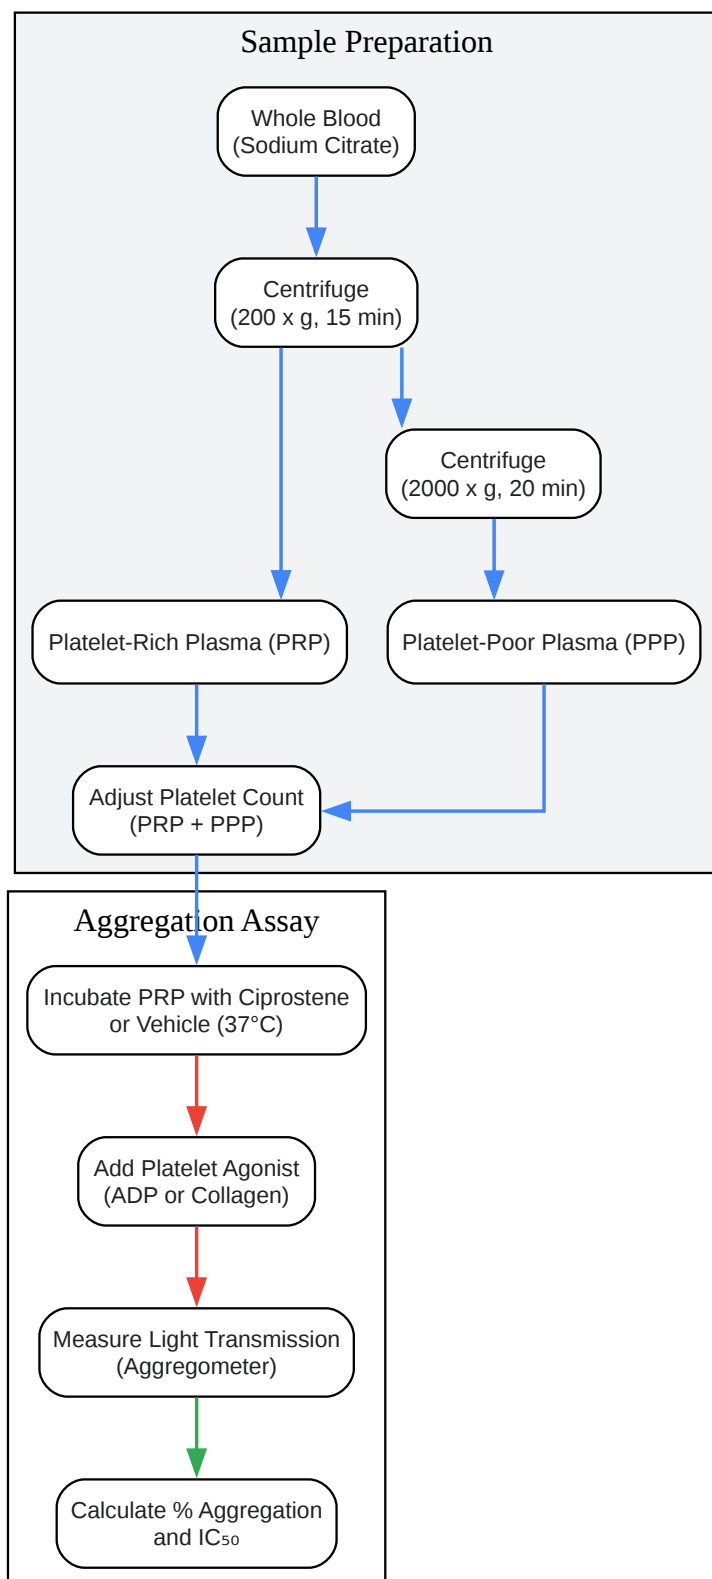 Sample Preparation
Whole Blood
(Sodium Citrate)
Centrifuge
(200 x g, 15 min)
Centrifuge
(2000 x g, 20 min)
Platelet-Rich Plasma (PRP)
Platelet-Poor Plasma (PPP)
Adjust Platelet Count
(PRP + PPP)
Aggregation Assay
Incubate PRP with Ciprostene
or Vehicle (37°C)
Add Platelet Agonist
(ADP or Collagen)
Measure Light Transmission
(Aggregometer)
Calculate % Aggregation
and IC₅₀